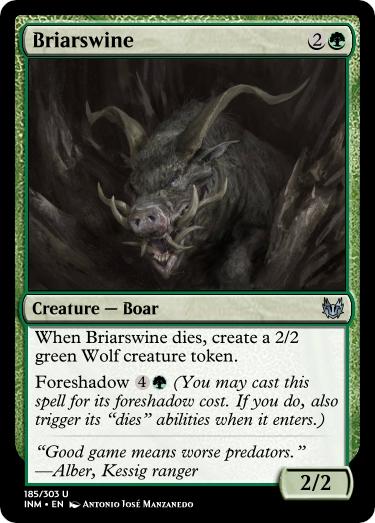 Briarswine 2
Creature — Boar
When Briarswine dies, create a 2/2
green Wolf creature token.
Foreshadow 4 (You may cast this
spell for its foreshadow cost. If you do, also
trigger its “dies” abilities when it enters.)
“Good game means worse predators.”
—Alber, Kessig ranger
2/2
185/303 U
INM • EN Antonio José Manzanedo